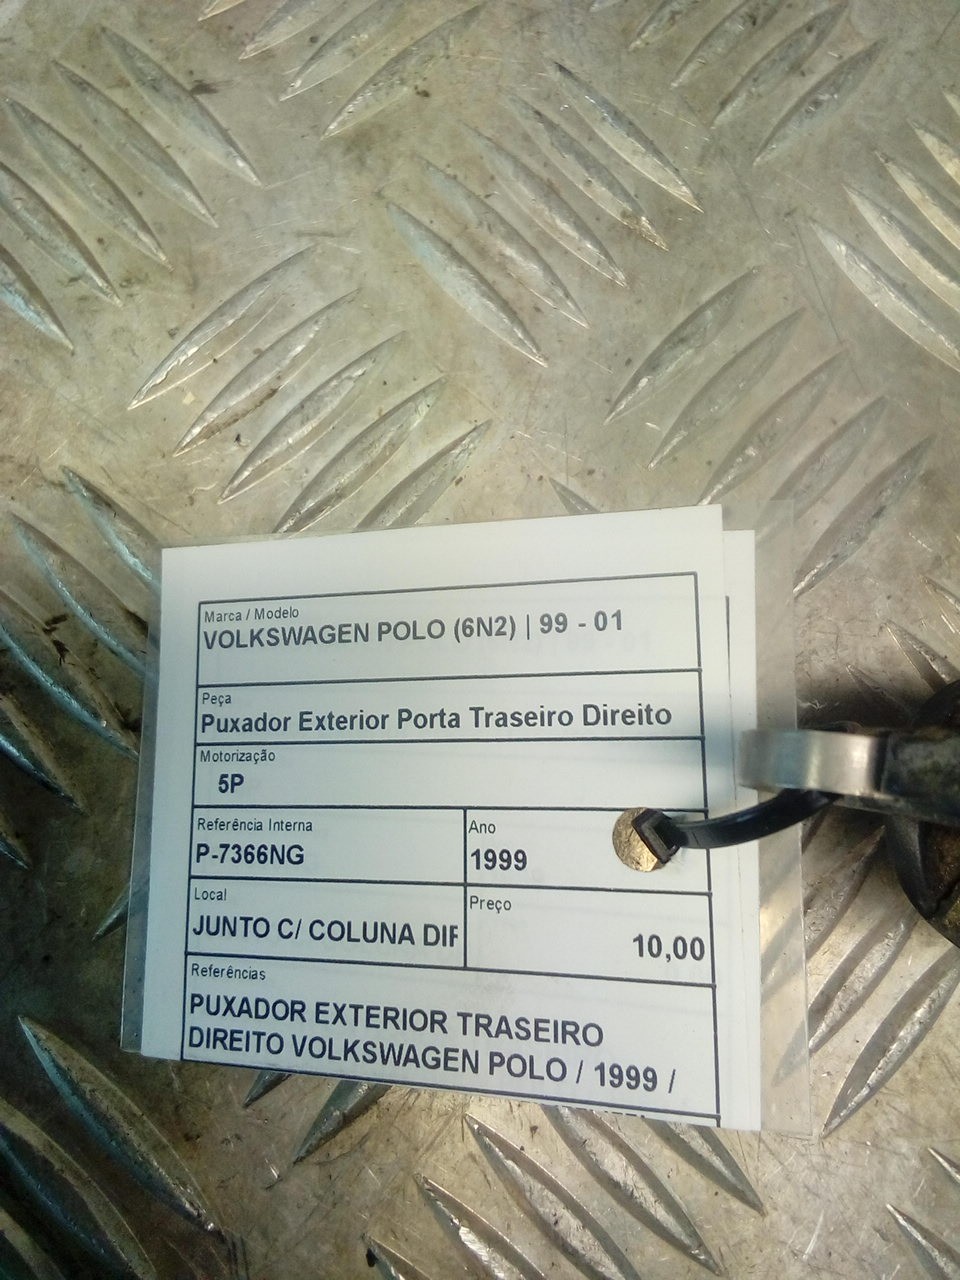 Marca / Modelo
VOLKSWAGEN POLO (6N2) | 99 - 01
Peça
Puxador Exterior Porta Traseiro Direito
Motorização
5P
Referência Interna
P-7366NG
Ano
1999
Local
JUNTO C/ COLUNA DIR
Preço
10,00
Referências
PUXADOR EXTERIOR TRASEIRO
DIREITO VOLKSWAGEN POLO / 1999 /